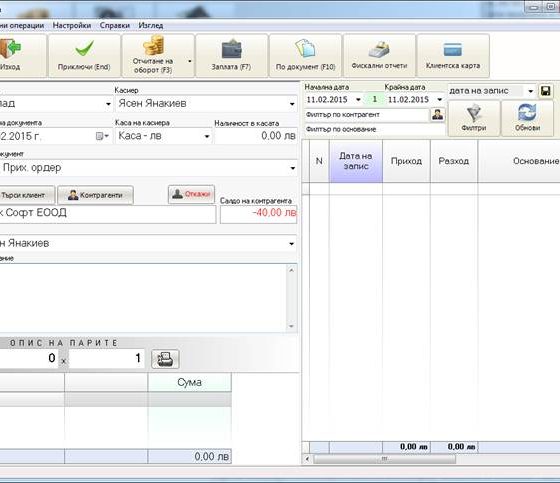 ни операции Настройки Справки Изглед
Изход
Приключи (End)
Отчитане на
оборот (F3)
Заплата (F7)
По документ (F10)
Фискални отчети
Клиентска карта
Касиер
Ясен Янакиев
на документа
Каса на касиера
Наличност в касата
02.2015 г.
Каса - лв
0,00 лв
Прих. ордер
Търси клиент
Контрагенти
Откажи
Салдо на контрагента
к Софт ЕООД
-40,00 лв
н Янакиев
ОПИС НА ПАРИТЕ
0 x 1
Сума
0,00 лв
Начална дата
Крайна дата
дата на запис
11.02.2015
1
11.02.2015
Филтър по контрагент
Филтър по основание
Филтри
Обнови
N
Дата на
запис
Приход
Разход
Основание
0,00 лв
0,00 лв